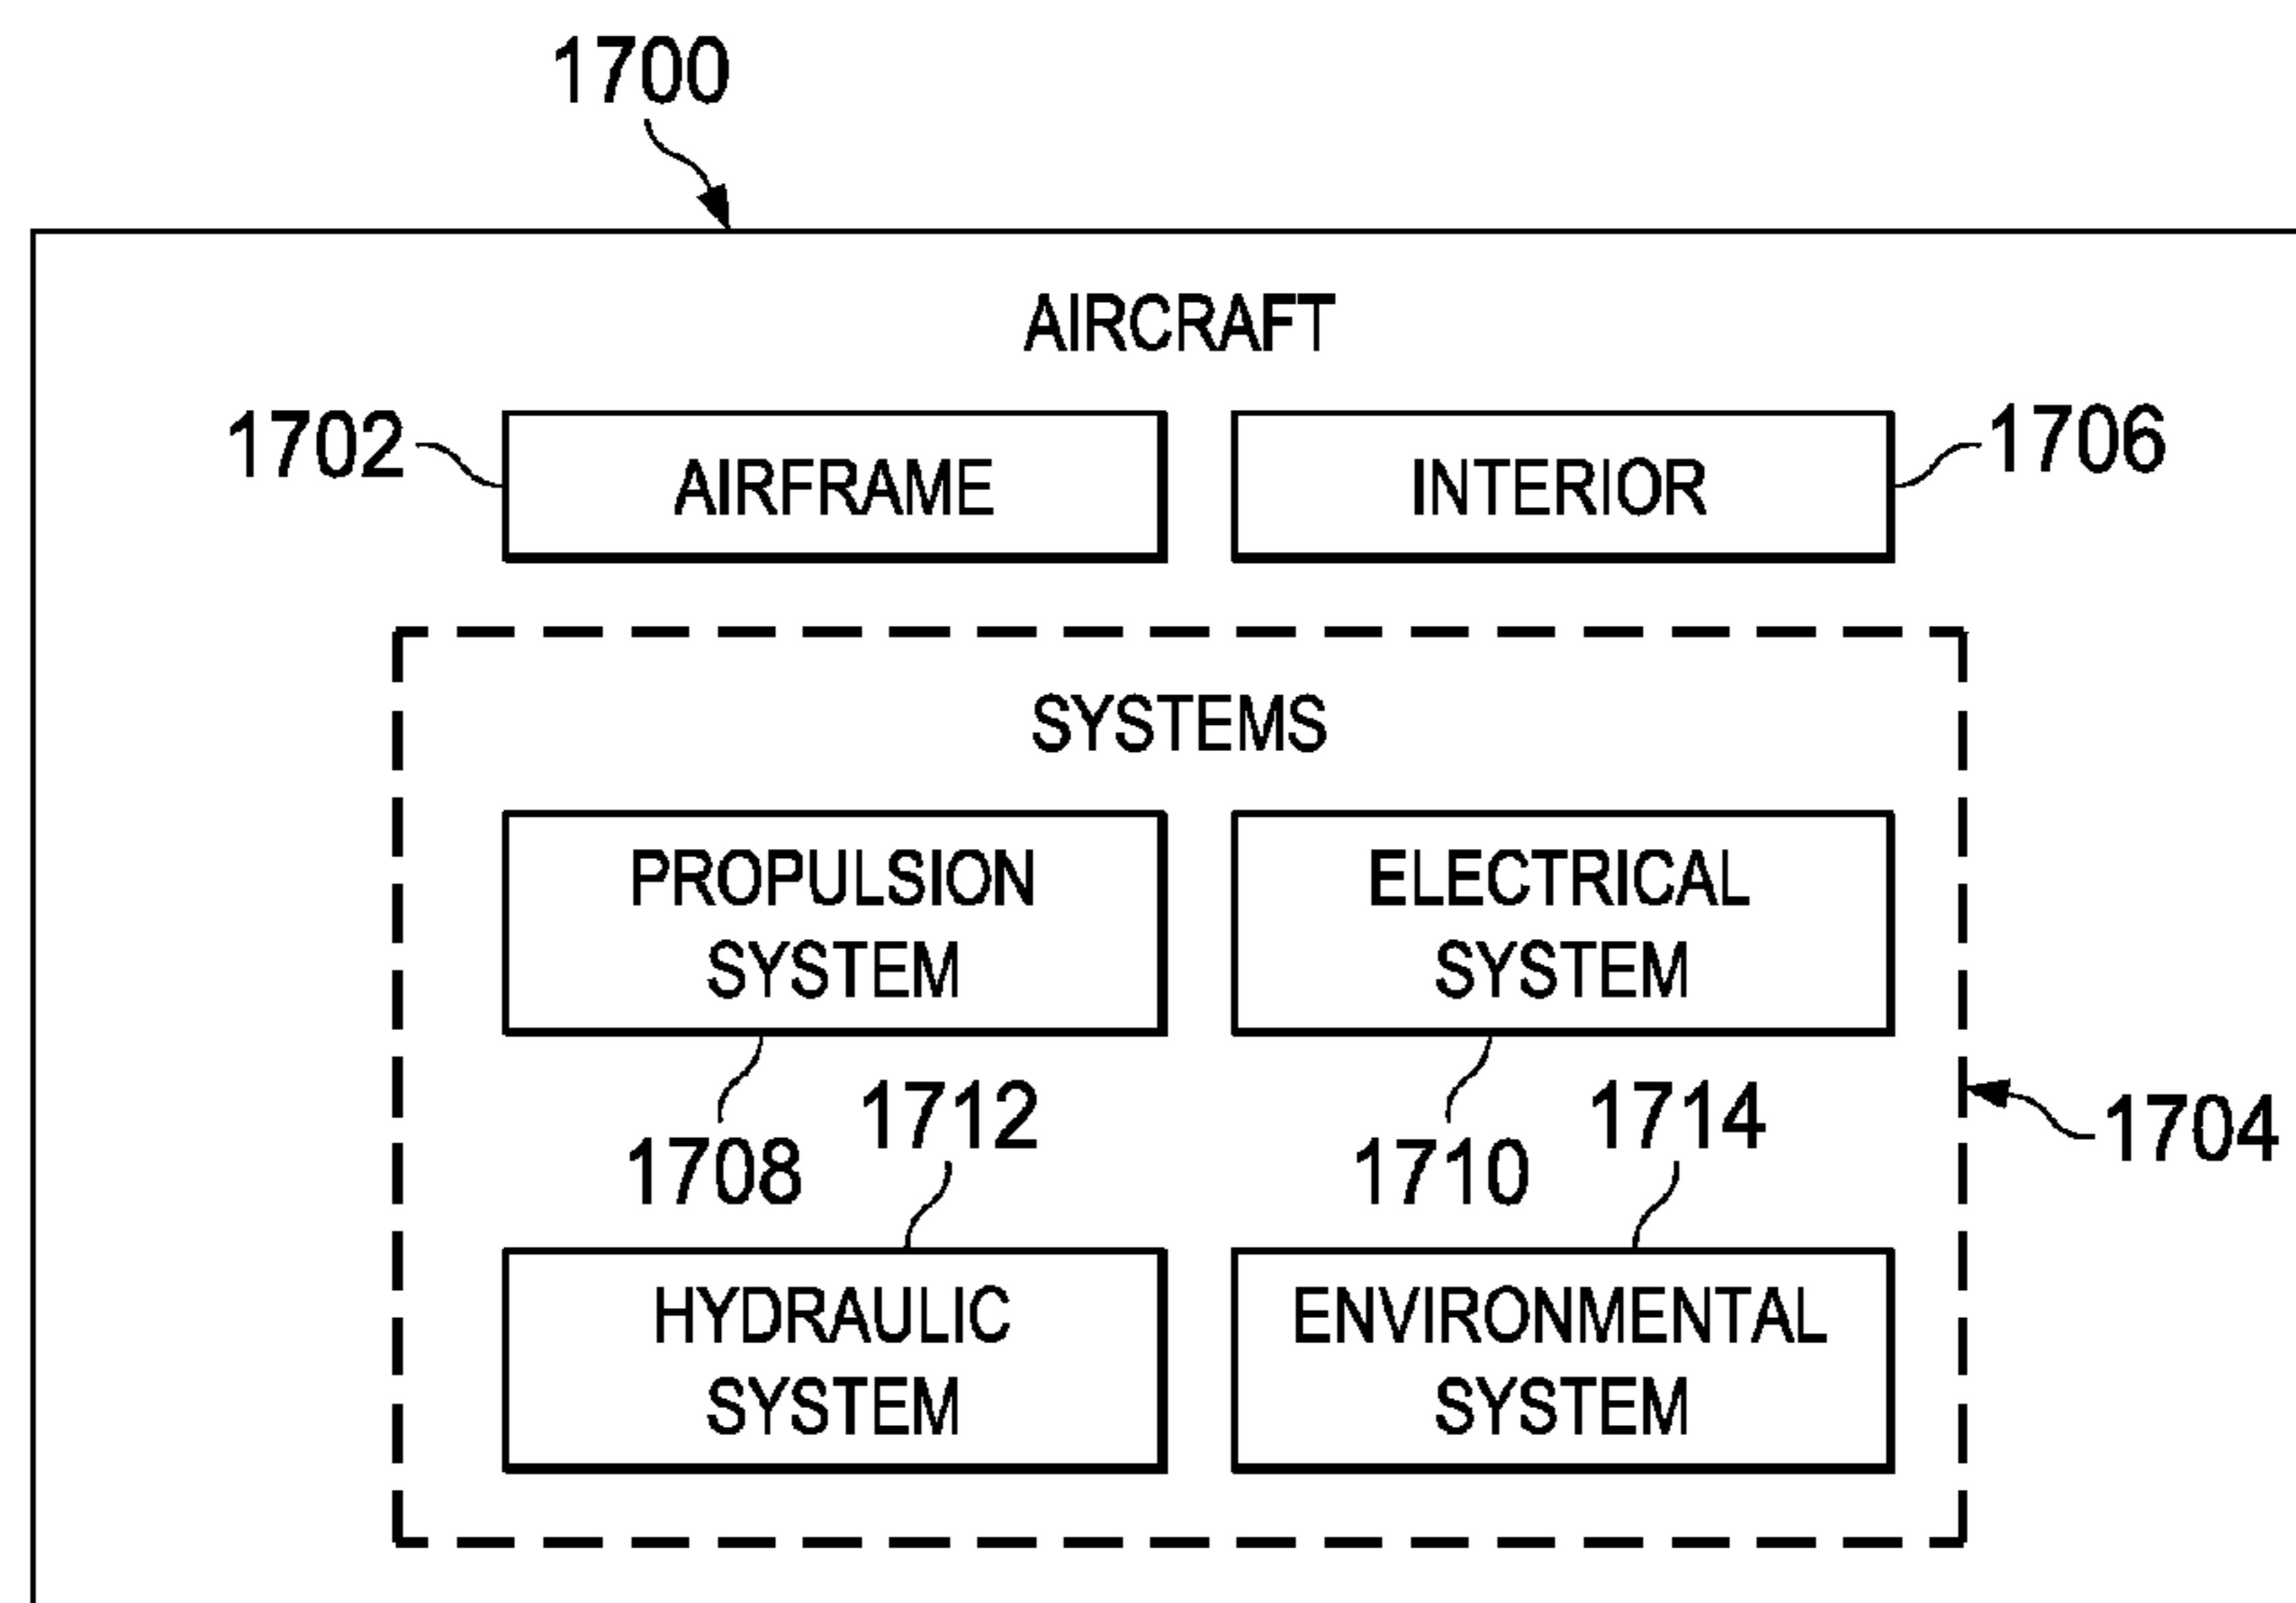 1700
AIRCRAFT
1702
AIRFRAME
INTERIOR
1706
SYSTEMS
PROPULSION
SYSTEM
ELECTRICAL
SYSTEM
1708
1712
1710
1714
1704
HYDRAULIC
SYSTEM
ENVIRONMENTAL
SYSTEM